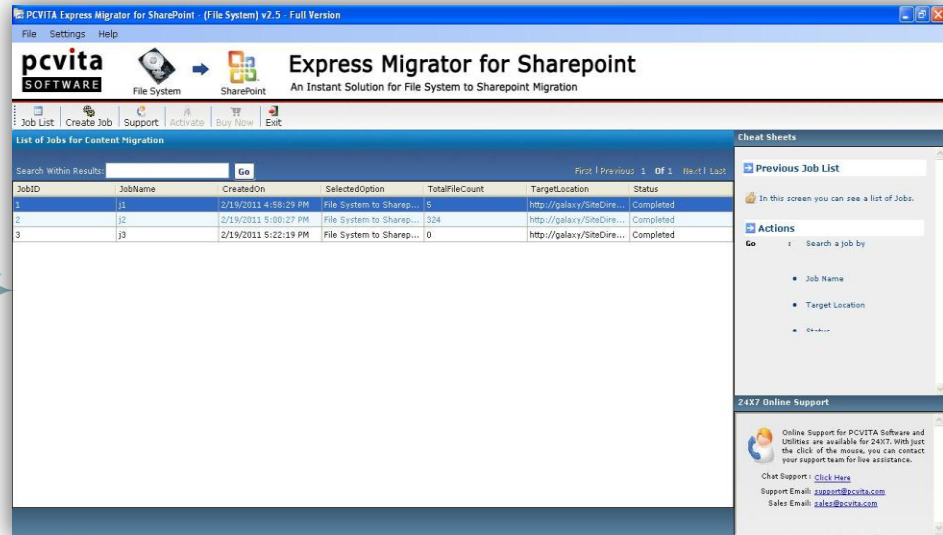 PCVITA Express Migrator for SharePoint - (File System) v2.5 - Full Version
File Settings Help
pcvita
SOFTWARE
File System
SharePoint
Express Migrator for Sharepoint
An Instant Solution for File System to Sharepoint Migration
Job List Create Job Support Activate Buy Now Exit
List of Jobs for Content Migration
Search Within Results: Go First | Previous 1 Of 1 Next | Last
JobID JobName CreatedOn SelectedOption TotalFileCount TargetLocation Status
1 j1 2/19/2011 4:58:29 PM File System to Sharep... 5 http://galaxy/SiteDire... Completed
2 j2 2/19/2011 5:00:27 PM File System to Sharep... 324 http://galaxy/SiteDire... Completed
3 j3 2/19/2011 5:22:19 PM File System to Sharep... 0 http://galaxy/SiteDire... Completed
Cheat Sheets
Previous Job List
In this screen you can see a list of Jobs.
Actions
Go : Search a job by
Job Name
Target Location
Status
24X7 Online Support
Online Support for PCVITA Software and
Utilities are available for 24X7. With just
the click of the mouse, you can contact
your support team for live assistance.
Chat Support : Click Here
Support Email: support@pcvita.com
Sales Email: sales@pcvita.com